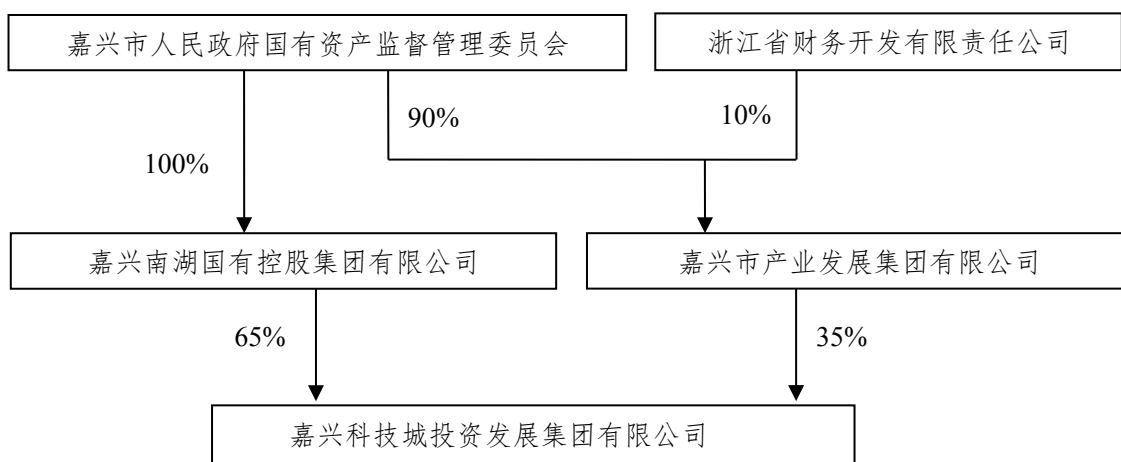 嘉兴市人民政府国有资产监督管理委员会
浙江省财务开发有限责任公司
90%
10%
100%
嘉兴南湖国有控股集团有限公司
嘉兴市产业发展集团有限公司
65%
35%
嘉兴科技城投资发展集团有限公司